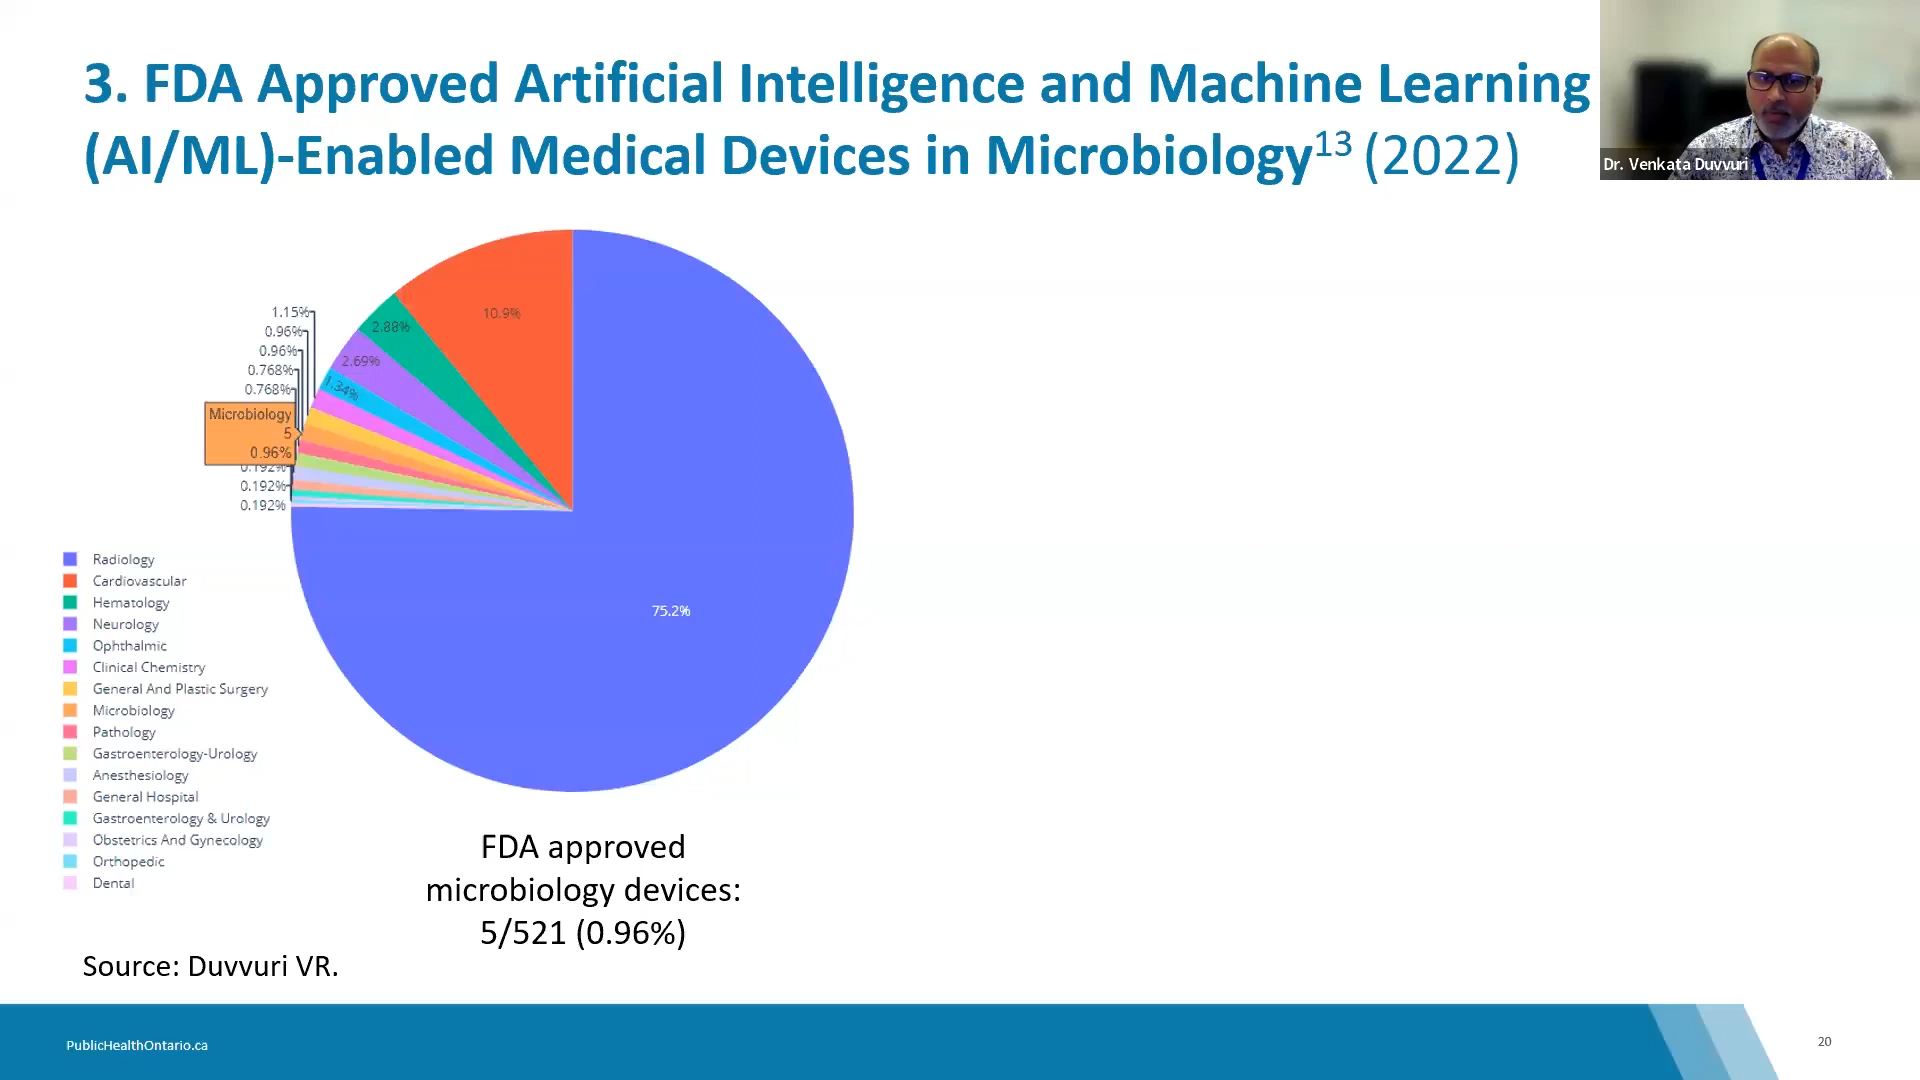 3. FDA Approved Artificial Intelligence and Machine Learning
(AI/ML)-Enabled Medical Devices in Microbiology13 (2022)
Dr. Venkata Duvvuri
10.9%
2.88%
2.69%
1.34%
1.15%
0.96%
0.96%
0.768%
0.768%
Microbiology
5
0.96%
0.192%
0.192%
0.192%
75.2%
Radiology
Cardiovascular
Hematology
Neurology
Ophthalmic
Clinical Chemistry
General And Plastic Surgery
Microbiology
Pathology
Gastroenterology-Urology
Anesthesiology
General Hospital
Gastroenterology & Urology
Obstetrics And Gynecology
Orthopedic
Dental
FDA approved
microbiology devices:
5/521 (0.96%)
Source: Duvvuri VR.
PublicHealthOntario.ca
20